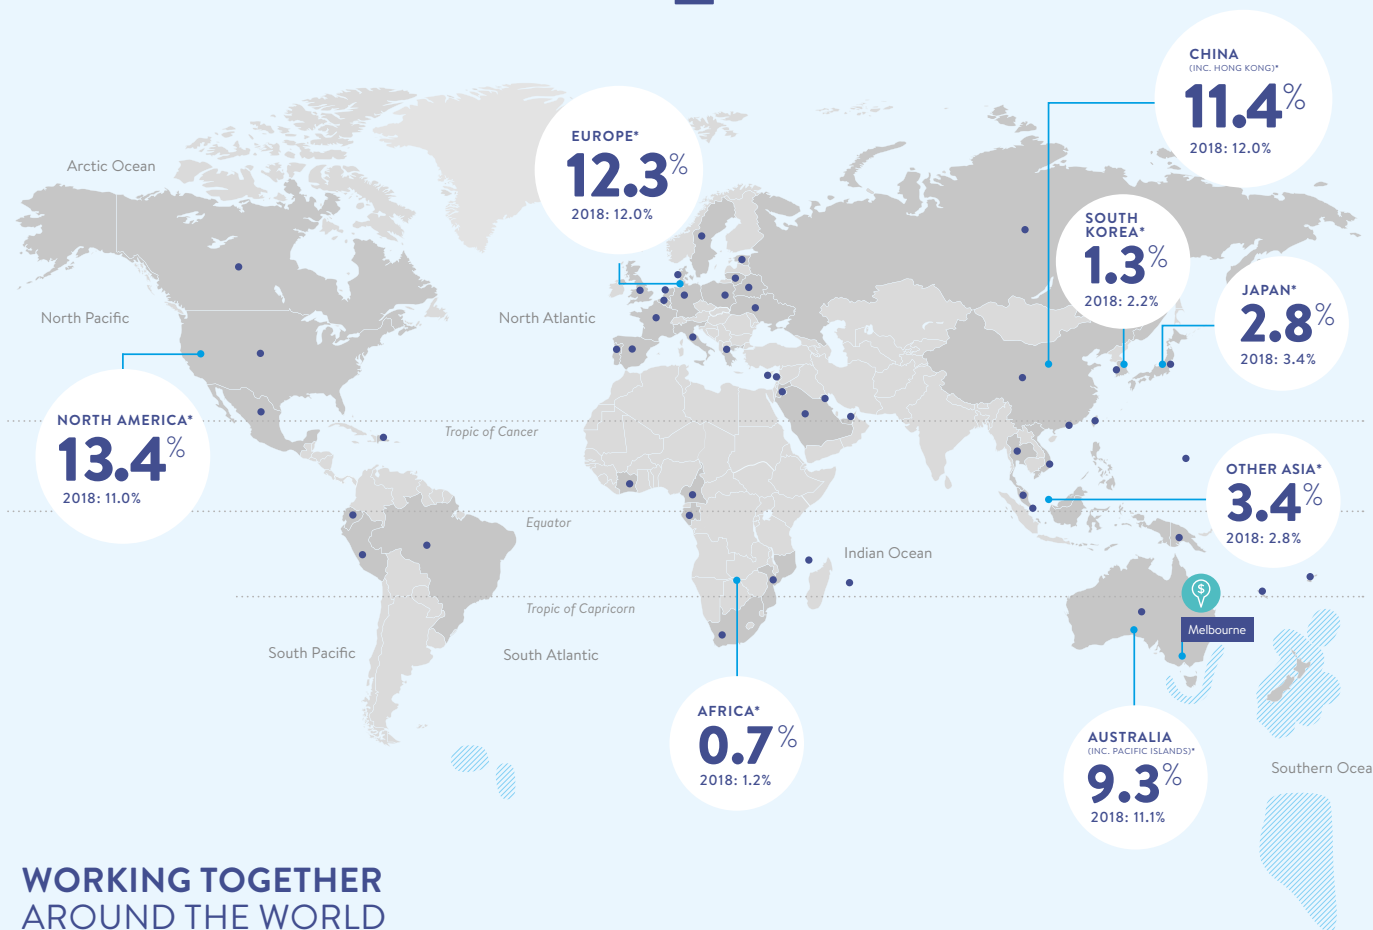 CHINA
(INC. HONG KONG)*
11.4%
2018: 12.0%
EUROPE*
12.3%
2018: 12.0%
Arctic Ocean
SOUTH
KOREA*
1.3%
2018: 2.2%
JAPAN*
2.8%
2018: 3.4%
North Pacific
North Atlantic
NORTH AMERICA*
13.4%
2018: 11.0%
Tropic of Cancer
OTHER ASIA*
3.4%
2018: 2.8%
Equator
Indian Ocean
$
Tropic of Capricorn
Melbourne
South Pacific
South Atlantic
AFRICA*
0.7%
2018: 1.2%
AUSTRALIA
(INC. PACIFIC ISLANDS)*
9.3%
2018: 11.1%
Southern Ocea
WORKING TOGETHER
AROUND THE WORLD